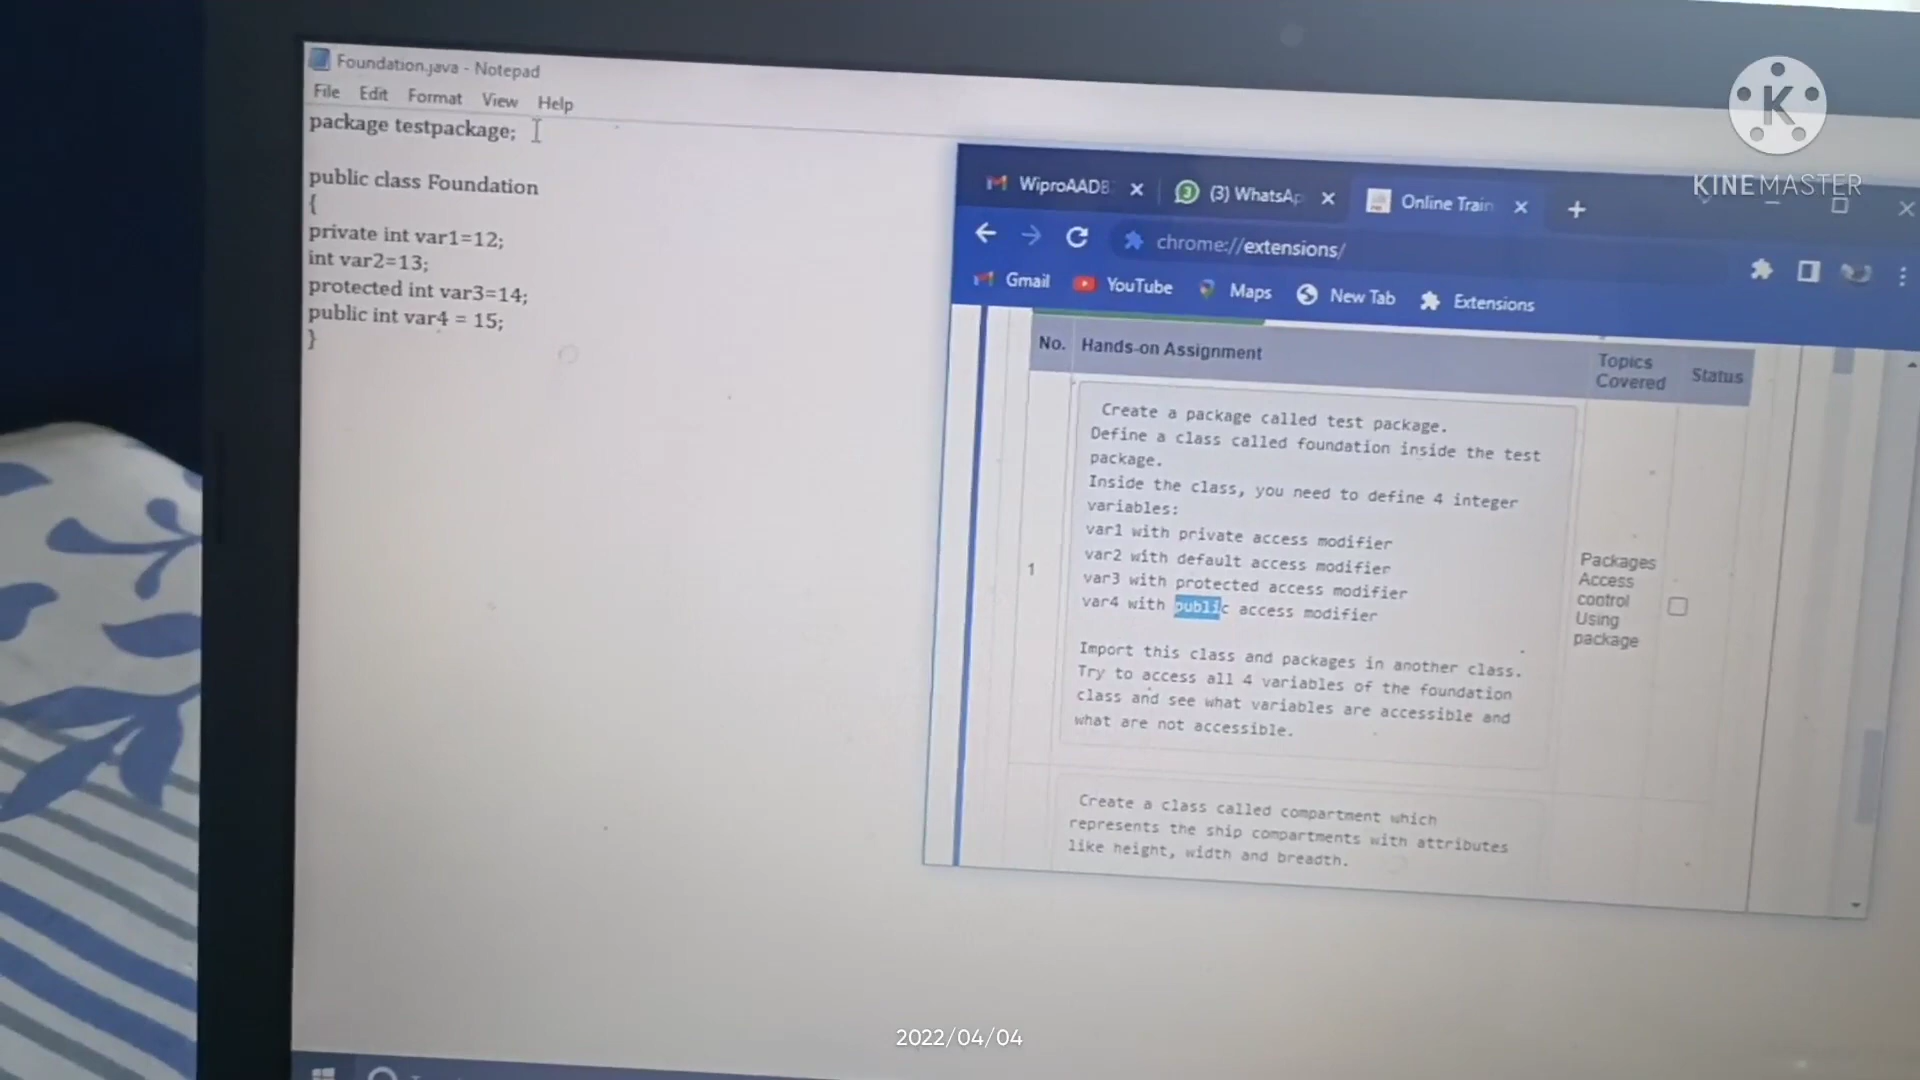 Foundation.java - Notepad
File Edit Format View Help
package testpackage;
public class Foundation
{
private int var1=12;
int var2=13;
protected int var3=14;
public int var4 = 15;
}
K
KINEMASTER
WiproAADB
(3) WhatsAp
Online Train
chrome://extensions/
Gmail YouTube Maps New Tab Extensions
No. Hands-on Assignment Topics Covered Status
1
Create a package called test package.
Define a class called foundation inside the test
package.
Inside the class, you need to define 4 integer
variables:
var1 with private access modifier
var2 with default access modifier
var3 with protected access modifier
var4 with public access modifier
Import this class and packages in another class.
Try to access all 4 variables of the foundation
class and see what variables are accessible and
what are not accessible.
Packages
Access
control
Using
package
Create a class called compartment which
represents the ship compartments with attributes
like height, width and breadth.
2022/04/04